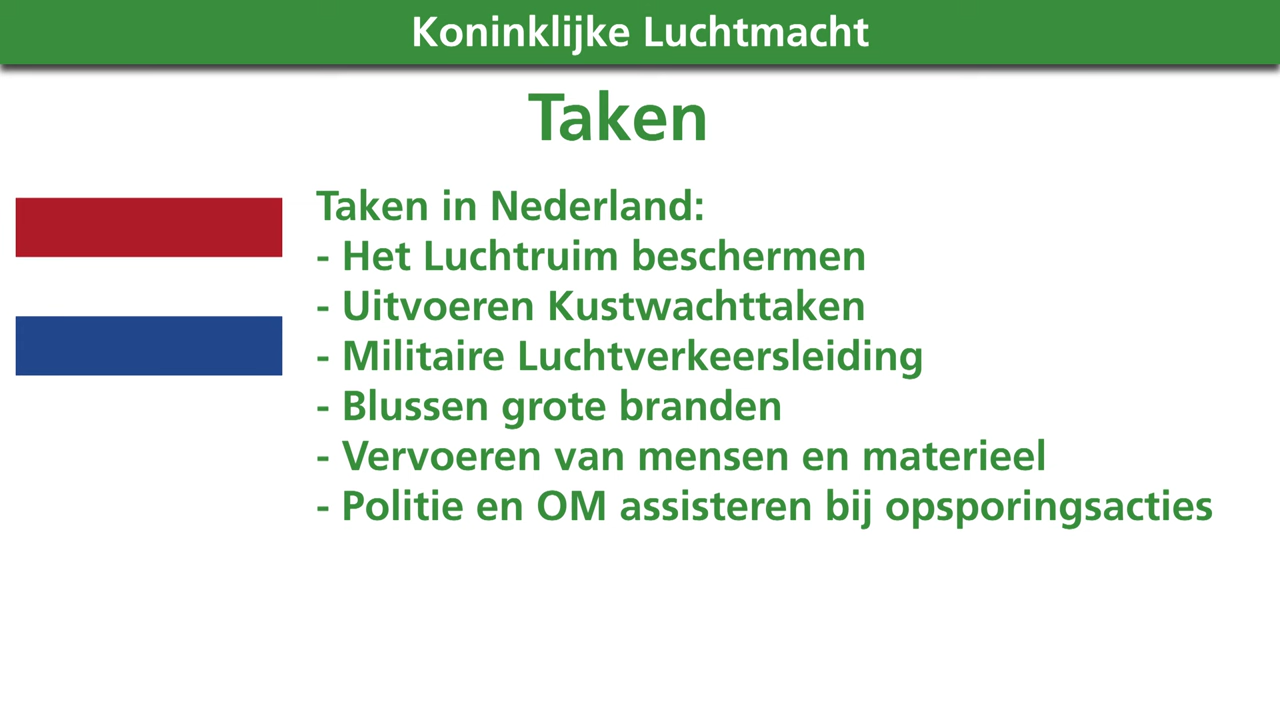 Koninklijke Luchtmacht
Taken
Taken in Nederland:
- Het Luchtruim beschermen
- Uitvoeren Kustwachttaken
- Militaire Luchtverkeersleiding
- Blussen grote branden
- Vervoeren van mensen en materieel
- Politie en OM assisteren bij opsporingsacties